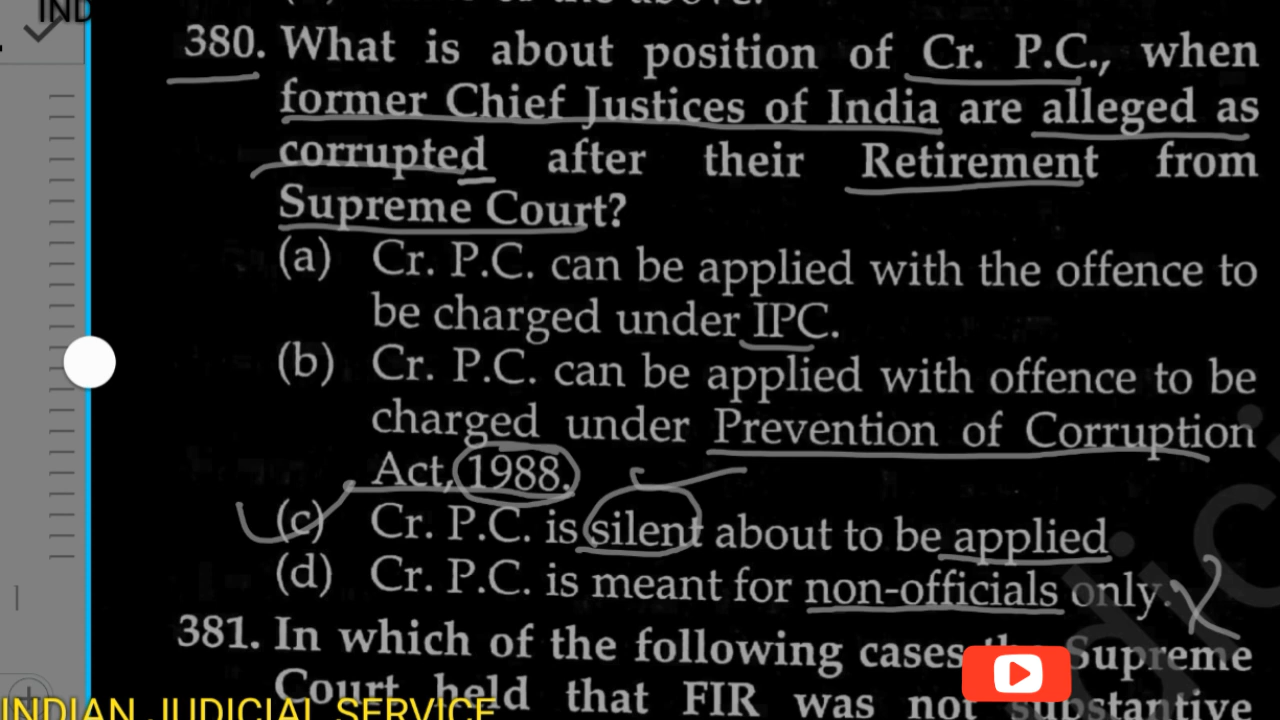 IND
380. What is about position of Cr. P.C., when
former Chief Justices of India are alleged as
corrupted after their Retirement from
Supreme Court?
(a) Cr. P.C. can be applied with the offence to
be charged under IPC.
(b) Cr. P.C. can be applied with offence to be
charged under Prevention of Corruption
Act, 1988.
(c) Cr. P.C. is silent about to be applied
(d) Cr. P.C. is meant for non-officials only.
381. In which of the following cases the Supreme
Court held that FIR was not substantive
INDIAN JUDICIAL SERVICE